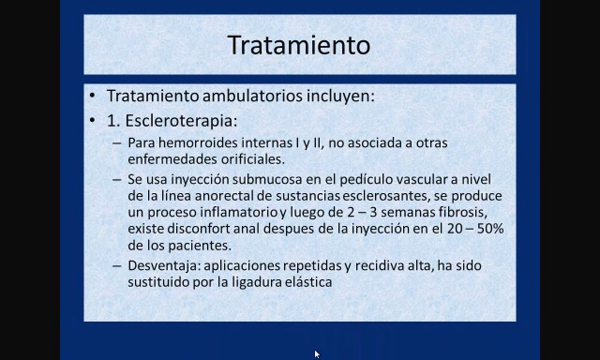 Tratamiento
• Tratamiento ambulatorios incluyen:
• 1. Escleroterapia:
– Para hemorroides internas I y II, no asociada a otras
enfermedades orificiales.
– Se usa inyección submucosa en el pedículo vascular a nivel
de la línea anorectal de sustancias esclerosantes, se produce
un proceso inflamatorio y luego de 2 – 3 semanas fibrosis,
existe disconfort anal despues de la inyección en el 20 – 50%
de los pacientes.
– Desventaja: aplicaciones repetidas y recidiva alta, ha sido
sustituido por la ligadura elástica